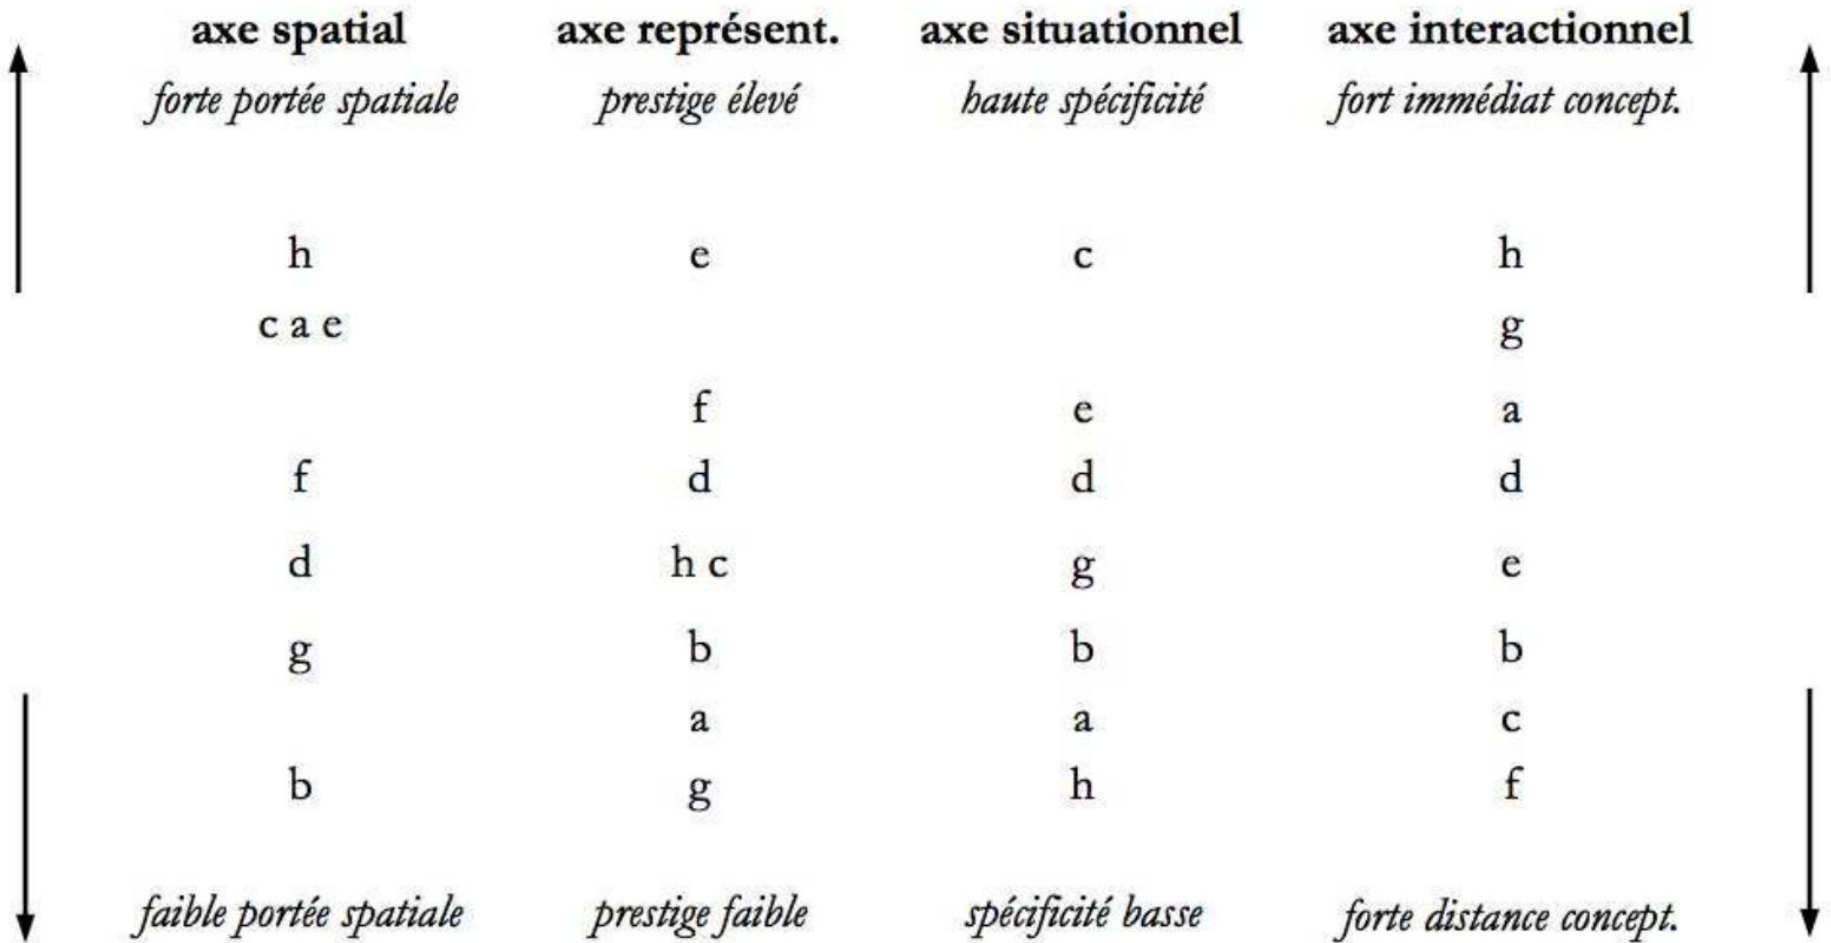 axe spatial axe représent. axe situationnel axe interactionnel
forte portée spatiale prestige élevé haute spécificité fort immédiat concept.
h e c h
c a e g
f e a
f d d d
d h c g e
g b b b
a a c
b g h f
faible portée spatiale prestige faible spécificité basse forte distance concept.